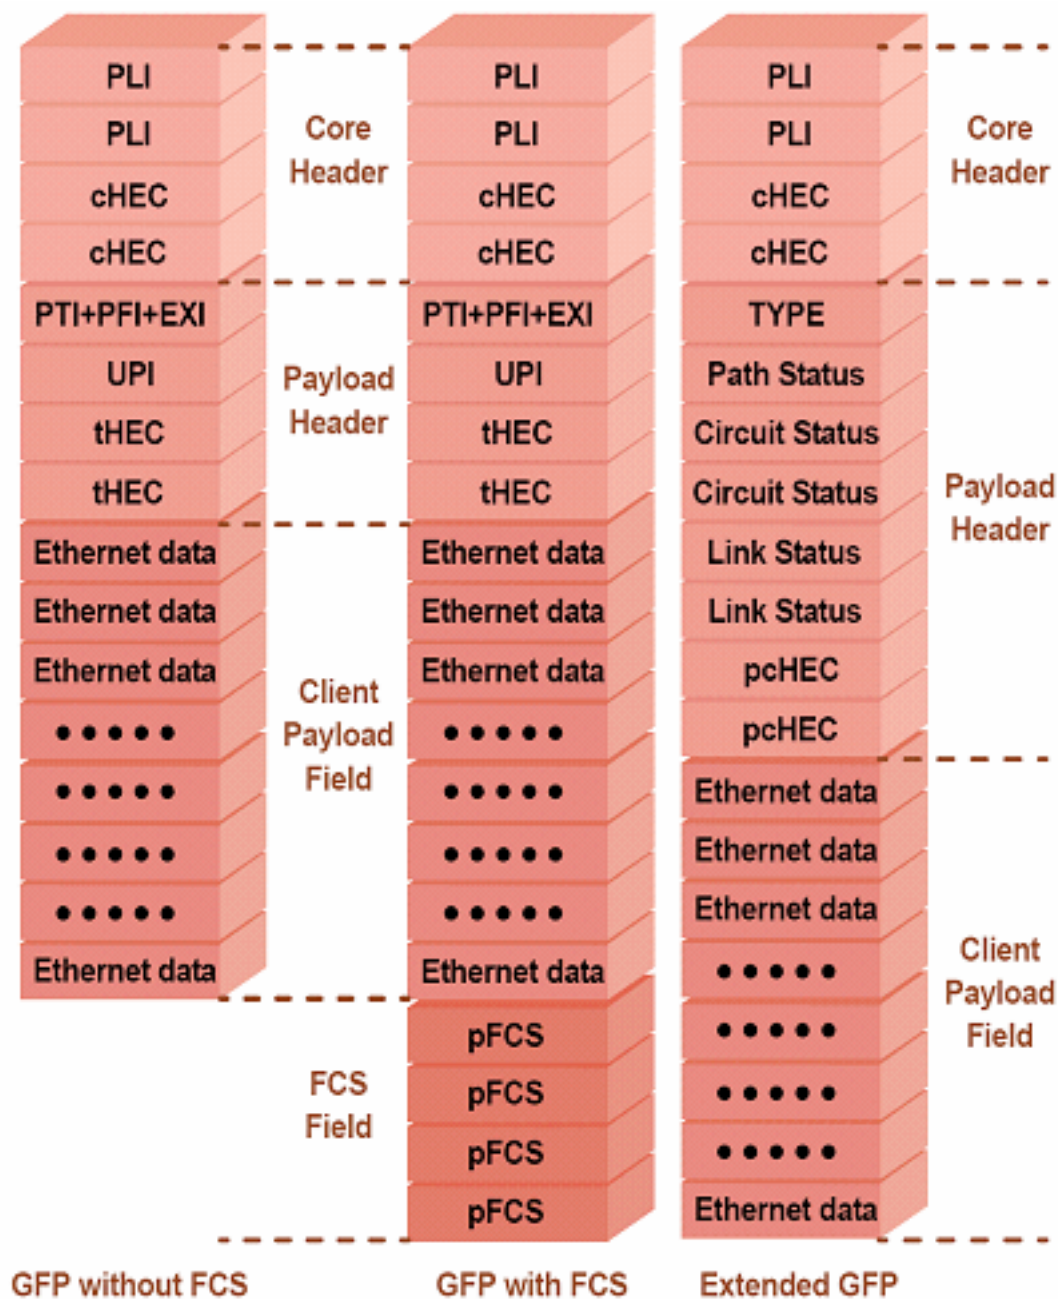 PLI
PLI
cHEC
cHEC
PTI+PFI+EXI
UPI
tHEC
tHEC
Ethernet data
Ethernet data
Ethernet data
•••••
•••••
•••••
•••••
Ethernet data
GFP without FCS
Core
Header
Payload
Header
Client
Payload
Field
FCS
Field
PLI
PLI
cHEC
cHEC
PTI+PFI+EXI
UPI
tHEC
tHEC
Ethernet data
Ethernet data
Ethernet data
•••••
•••••
•••••
•••••
Ethernet data
pFCS
pFCS
pFCS
pFCS
GFP with FCS
PLI
PLI
cHEC
cHEC
TYPE
Path Status
Circuit Status
Circuit Status
Link Status
Link Status
pcHEC
pcHEC
Ethernet data
Ethernet data
Ethernet data
•••••
•••••
•••••
•••••
Ethernet data
Extended GFP
Core
Header
Payload
Header
Client
Payload
Field